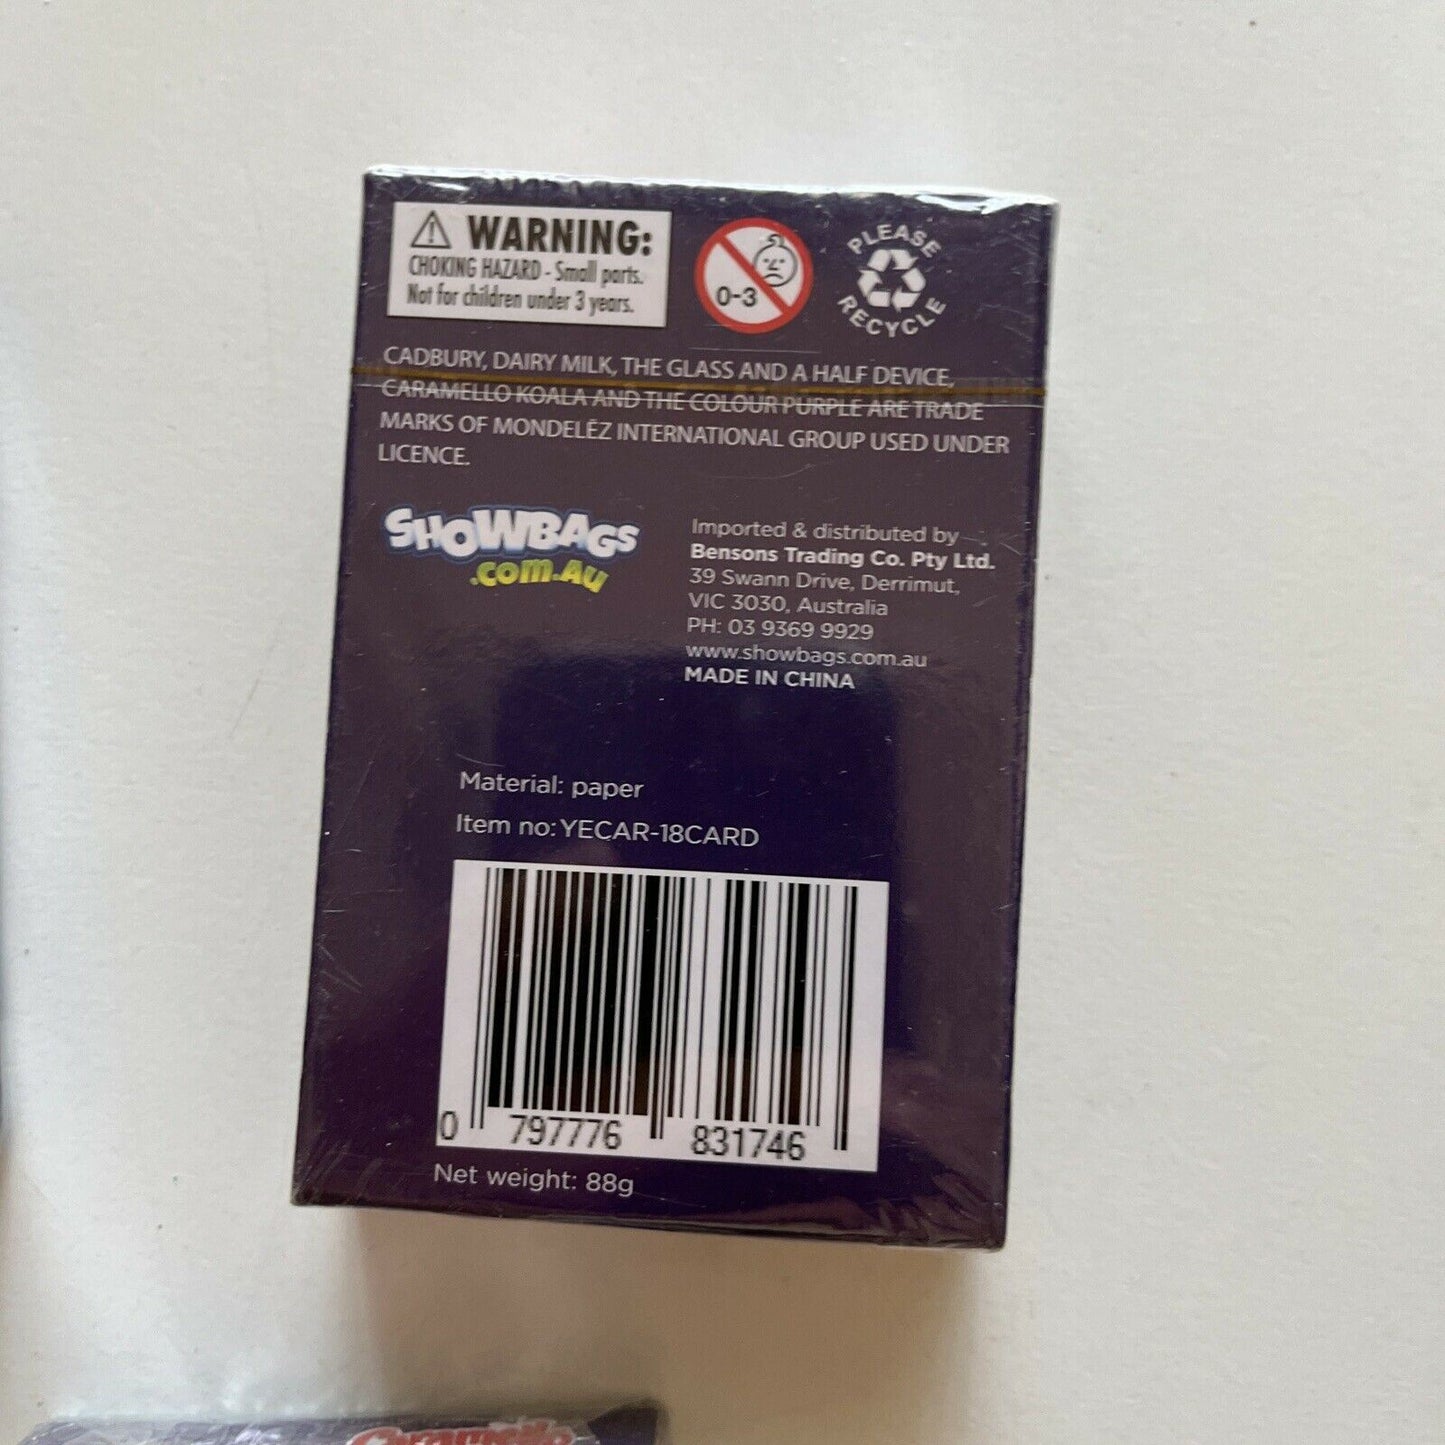 WARNING:
CHOKING HAZARD - Small parts.
Not for children under 3 years.
0-3
PLEASE
RECYCLE
CADBURY, DAIRY MILK, THE GLASS AND A HALF DEVICE,
CARAMELLO KOALA AND THE COLOUR PURPLE ARE TRADE
MARKS OF MONDELĒZ INTERNATIONAL GROUP USED UNDER
LICENCE.
SHOWBAGS
.COM.AU
Imported & distributed by
Bensons Trading Co. Pty Ltd.
39 Swann Drive, Derrimut,
VIC 3030, Australia
PH: 03 9369 9929
www.showbags.com.au
MADE IN CHINA
Material: paper
Item no: YECAR-18CARD
0 797776 831746
Net weight: 88g
Caramello